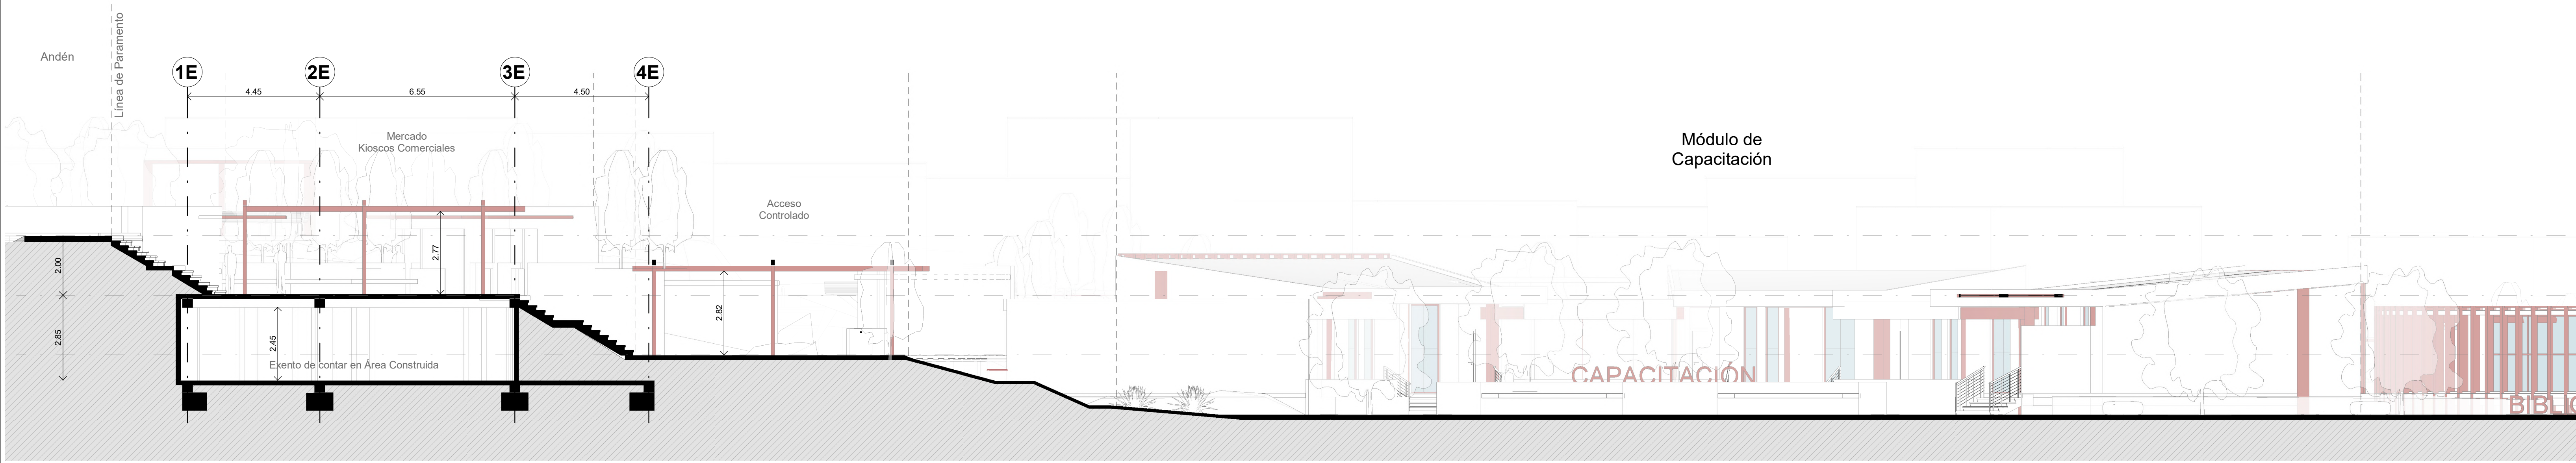 Andén
Línea de Paramento
1E
2E
3E
4E
4.45
6.55
4.50
Mercado
Kioscos Comerciales
Módulo de
Capacitación
Acceso
Controlado
2.00
2.77
2.82
2.85
2.45
Exento de contar en Área Construida
CAPACITACIÓN
BIBLIO